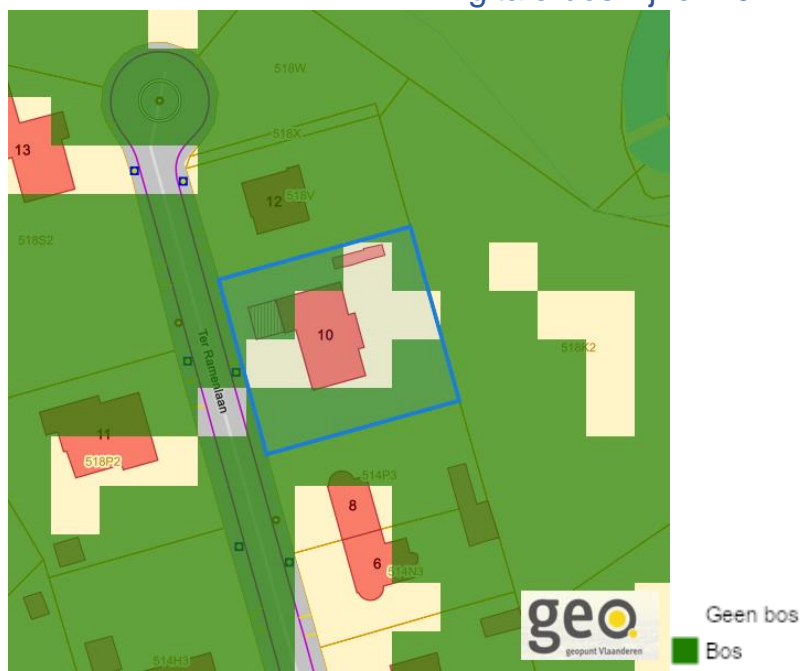 518W
13
518X
12
518V
518S2
10
Ter Ramenlaan
518K2
11
518P2
514P3
8
6
514N3
514H3
geo
geopunt Vlaanderen
Geen bos
Bos